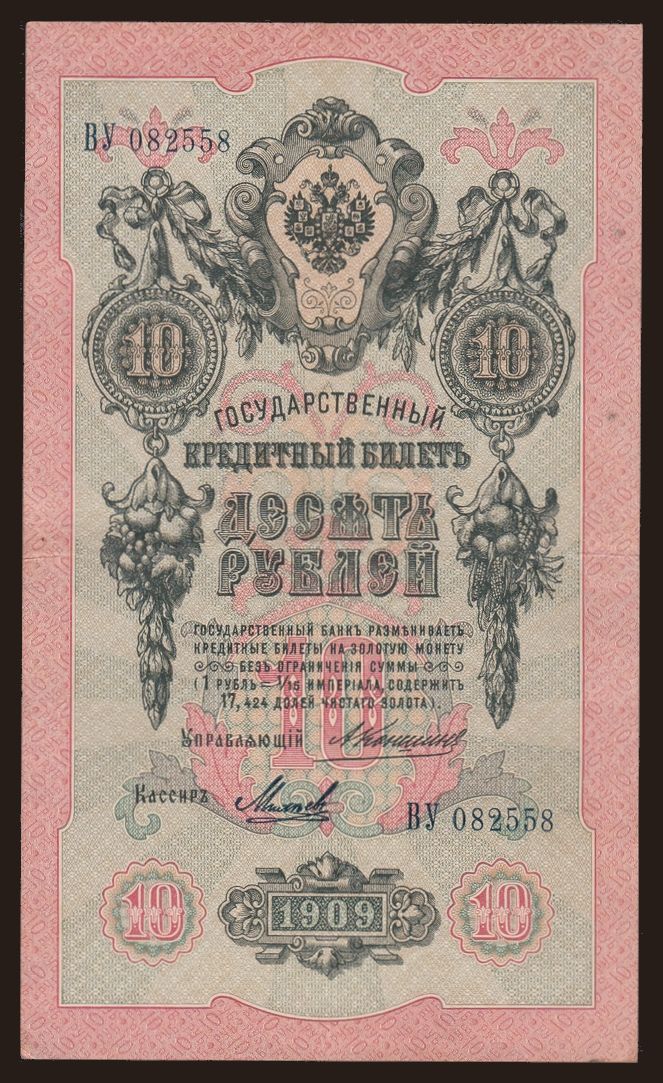 ВУ 082558
10 10
ГОСУДАРСТВЕННЫЙ
КРЕДИТНЫЙ БИЛЕТЪ
ДЕСЯТЬ
РУБЛЕЙ
ГОСУДАРСТВЕННЫЙ БАНКЪ РАЗМѢНИВАЕТЪ
КРЕДИТНЫЕ БИЛЕТЫ НА ЗОЛОТУЮ МОНЕТУ
БЕЗЪ ОГРАНИЧЕНІЯ СУММЫ
(1 РУБЛЬ = 1/15 ИМПЕРІАЛА, СОДЕРЖИТЪ
17,424 ДОЛЕЙ ЧИСТАГО ЗОЛОТА).
10
УПРАВЛЯЮЩІЙ
Кассиръ
ВУ 082558
10 1909 10